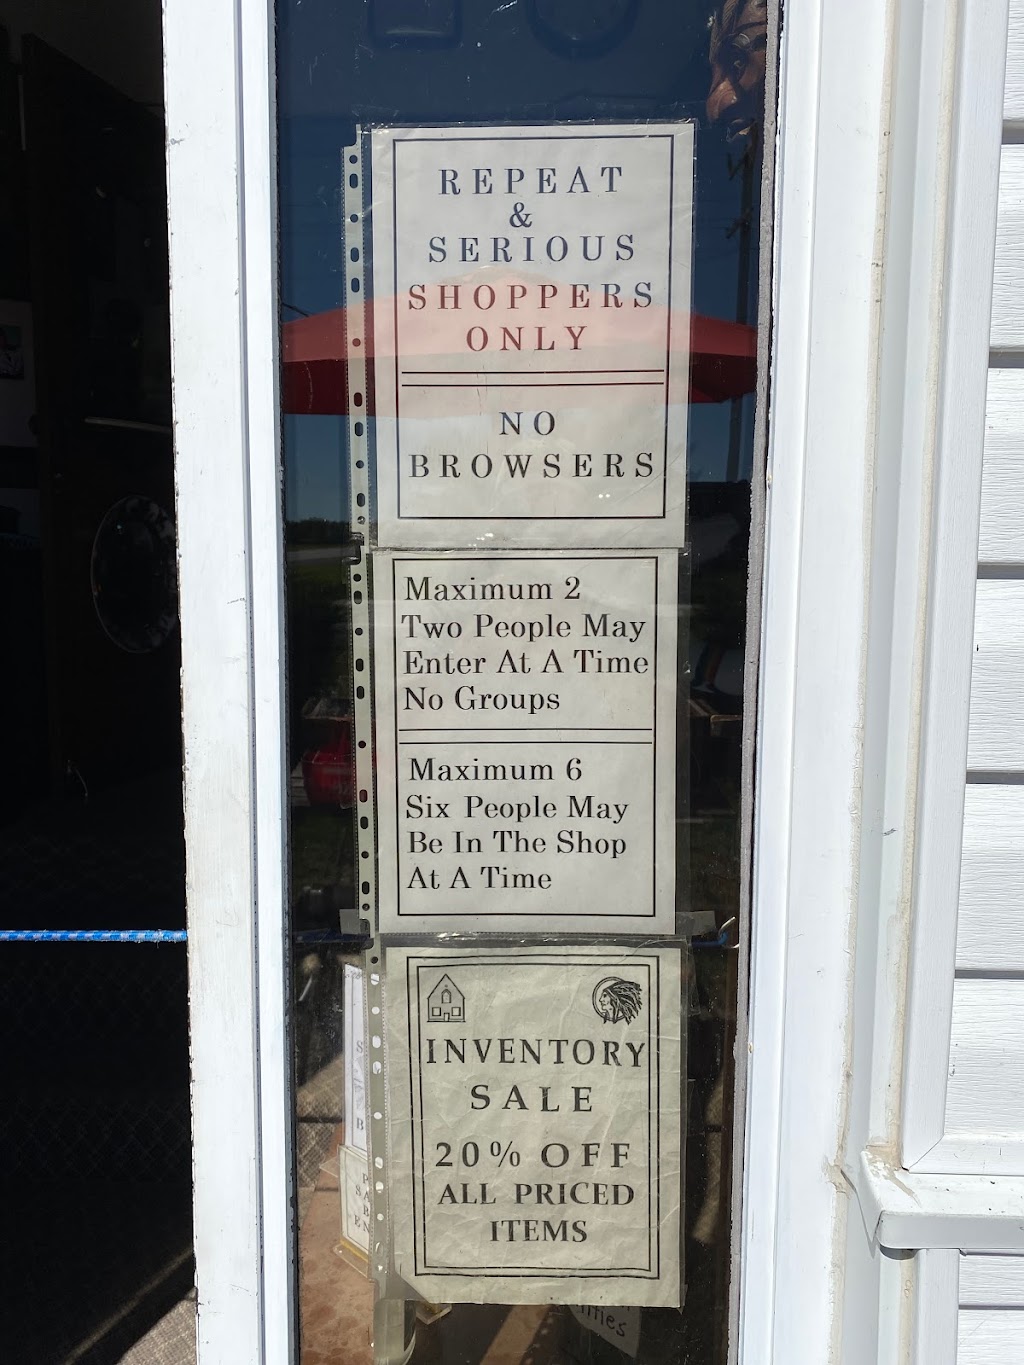 REPEAT
&
SERIOUS
SHOPPERS
ONLY
NO
BROWSERS
Maximum 2
Two People May
Enter At A Time
No Groups
Maximum 6
Six People May
Be In The Shop
At A Time
INVENTORY
SALE
20% OFF
ALL PRICED
ITEMS